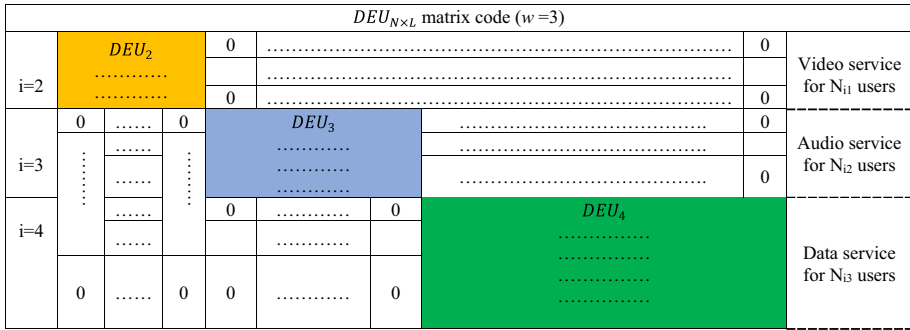 DEU_{N×L} matrix code (w =3)
i=2 DEU_2 0 ............ 0 Video service
............ ............ for N_{i1} users
............ 0 ............ 0
i=3 0 ...... 0 DEU_3 ............ 0 Audio service
...... ...... ...... ............ ............ for N_{i2} users
...... ............ ............ 0
............
i=4 ...... 0 ............ 0 DEU_4 Data service
...... ............ ............ for N_{i3} users
............
............
0 ...... 0 0 ............ 0 ............